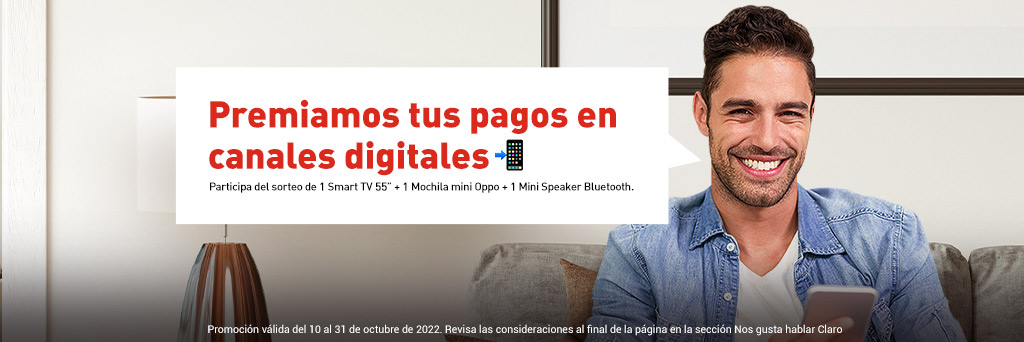 Premiamos tus pagos en
canales digitales📲
Participa del sorteo de 1 Smart TV 55" + 1 Mochila mini Oppo + 1 Mini Speaker Bluetooth.
Promoción válida del 10 al 31 de octubre de 2022. Revisa las consideraciones al final de la página en la sección Nos gusta hablar Claro